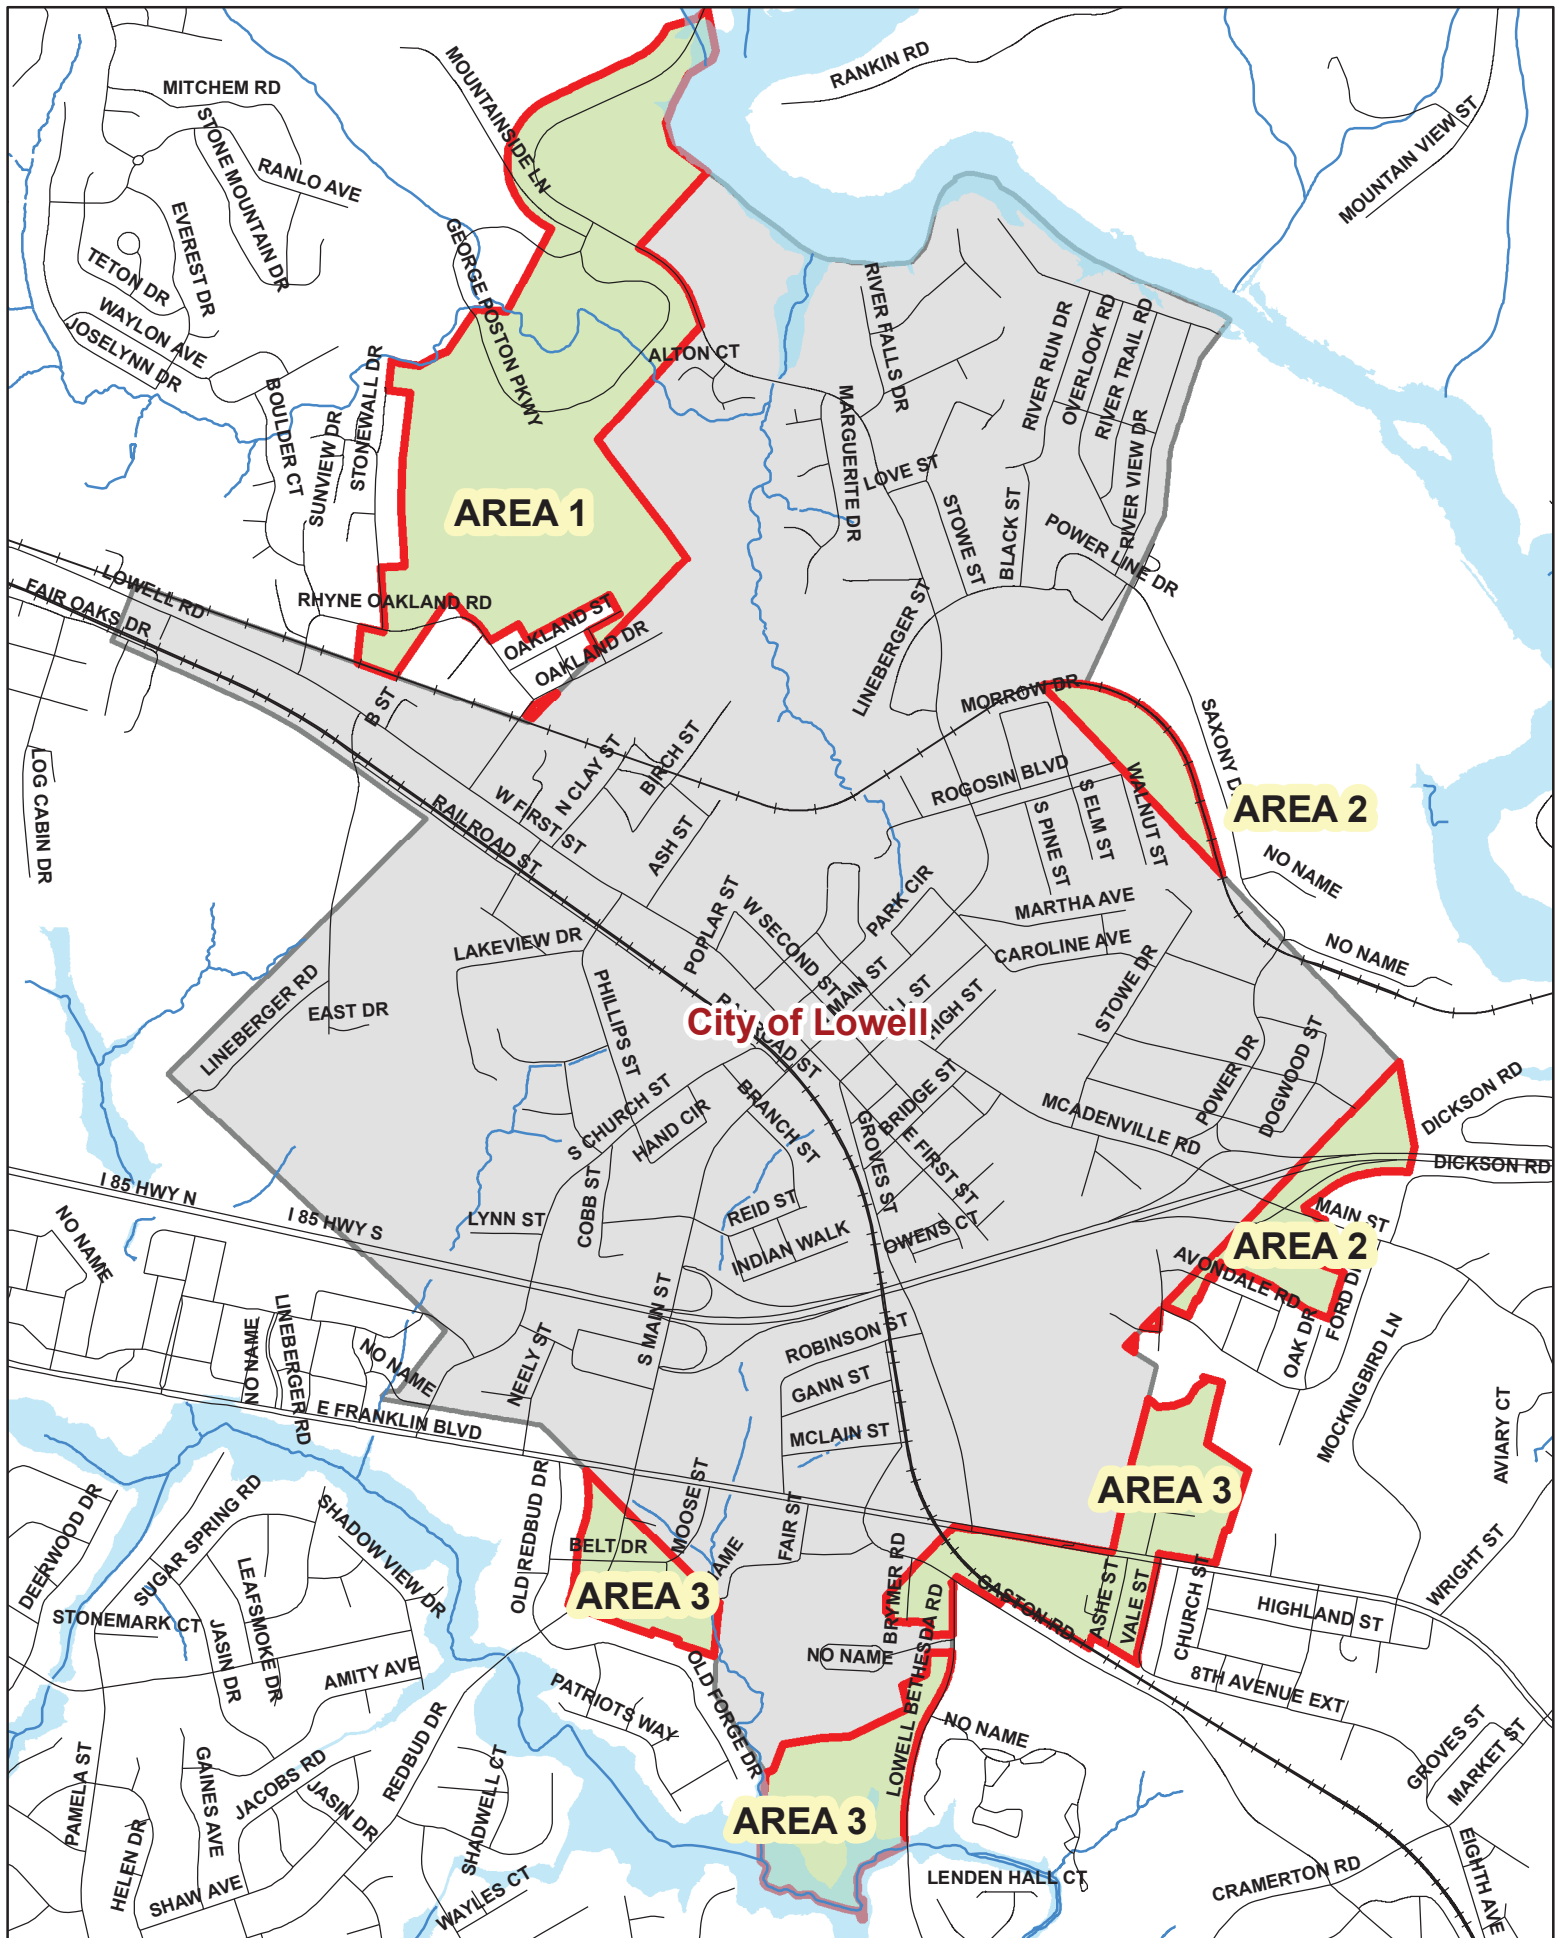 RANKIN RD
MITCHEM RD
MOUNTAINSIDE LN
MOUNTAIN VIEW ST
STONE MOUNTAIN DR
RANLO AVE
EVEREST DR
GEORGE POSTON PKWY
TETON DR
WAYLON AVE
JOSELYNN DR
RIVER FALLS DR
RIVER RUN DR
OVERLOOK RD
RIVER TRAIL RD
ALTON CT
BOULDER CT
SUNVIEW DR
STONEWALL DR
MARGUERITE DR
RIVER VIEW DR
LOVE ST
AREA 1
STOWE ST
BLACK ST
POWER LINE DR
LOWELL RD
FAIR OAKS DR
RHYNE OAKLAND RD
OAKLAND ST
OAKLAND DR
LINEBERGER ST
MORROW DR
B ST
SAXONY D
LOG CABIN DR
N CLAY ST
BIRCH ST
W FIRST ST
RAILROAD ST
ASH ST
ROGOSIN BLVD
WALNUT ST
S ELM ST
S PINE ST
AREA 2
NO NAME
POPLAR ST
PARK CIR
MARTHA AVE
W SECOND ST
LAKEVIEW DR
CAROLINE AVE
NO NAME
MAIN ST
LL ST
HIGH ST
STOWE DR
LINEBERGER RD
EAST DR
PHILLIPS ST
City of Lowell
ROAD ST
DOGWOOD ST
POWER DR
S CHURCH ST
HAND CIR
BRANCH ST
BRIDGE ST
GROVES ST
E FIRST ST
MCADENVILLE RD
DICKSON RD
DICKSON RD
I 85 HWY N
I 85 HWY S
NO NAME
LYNN ST
COBB ST
REID ST
INDIAN WALK
OWENS CT
MAIN ST
AREA 2
AVONDALE RD
FORD D
OAK DR
LINEBERGER RD
NO NAME
NO NAME
NEELY ST
S MAIN ST
ROBINSON ST
GANN ST
MCLAIN ST
MOCKINGBIRD LN
AVIARY CT
E FRANKLIN BLVD
DEERWOOD DR
SUGAR SPRING RD
SHADOW VIEW DR
LEAFSMOKE DR
OLD REDBUD DR
MOOSE ST
BELT DR
AREA 3
AME
FAIR ST
BRYMER RD
AREA 3
GASTON RD
ASHE ST
VALE ST
CHURCH ST
WRIGHT ST
HIGHLAND ST
STONEMARK CT
JASIN DR
AMITY AVE
NO NAME
LOWELL BETHESDA RD
8TH AVENUE EXT
PATRIOTS WAY
OLD FORGE DR
NO NAME
GROVES ST
MARKET ST
PAMELA ST
GAINES AVE
JACOBS RD
JASIN DR
REDBUD DR
SHADWELL CT
AREA 3
HELEN DR
SHAW AVE
WAYLES CT
LENDEN HALL CT
CRAMERTON RD
EIGHTH AVE